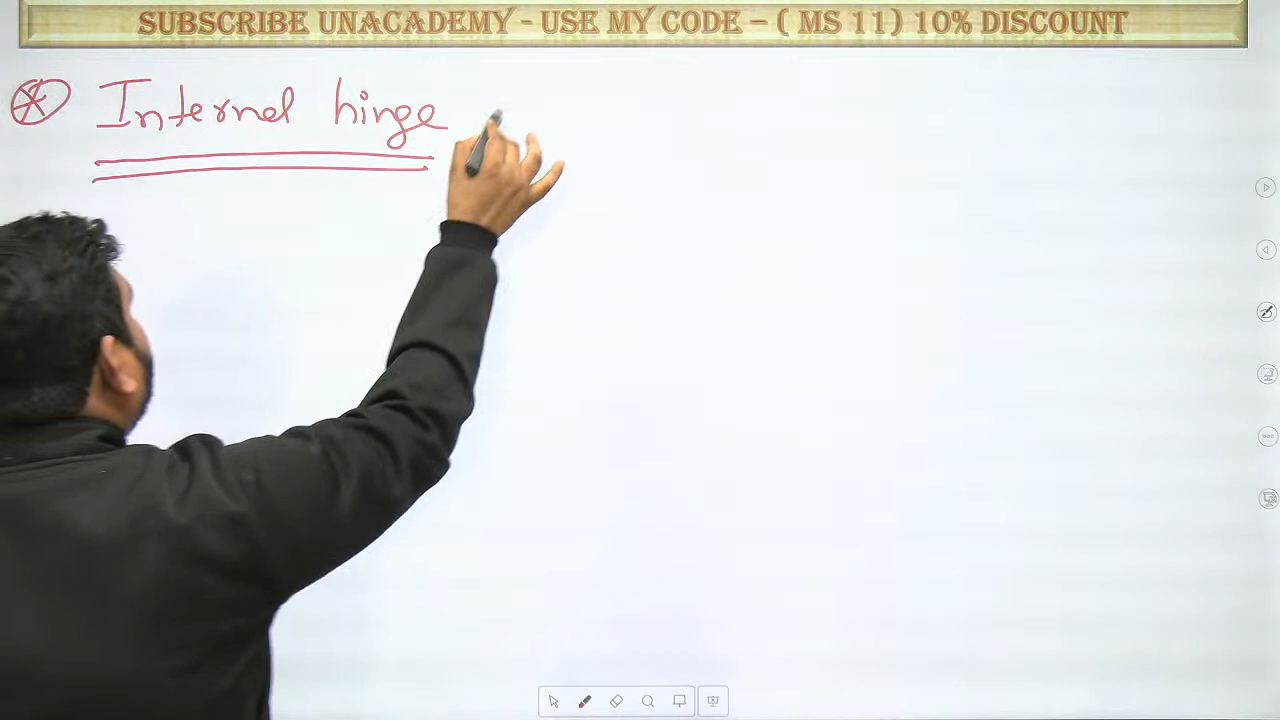 SUBSCRIBE UNACADEMY - USE MY CODE – ( MS 11) 10% DISCOUNT
Internal hinge